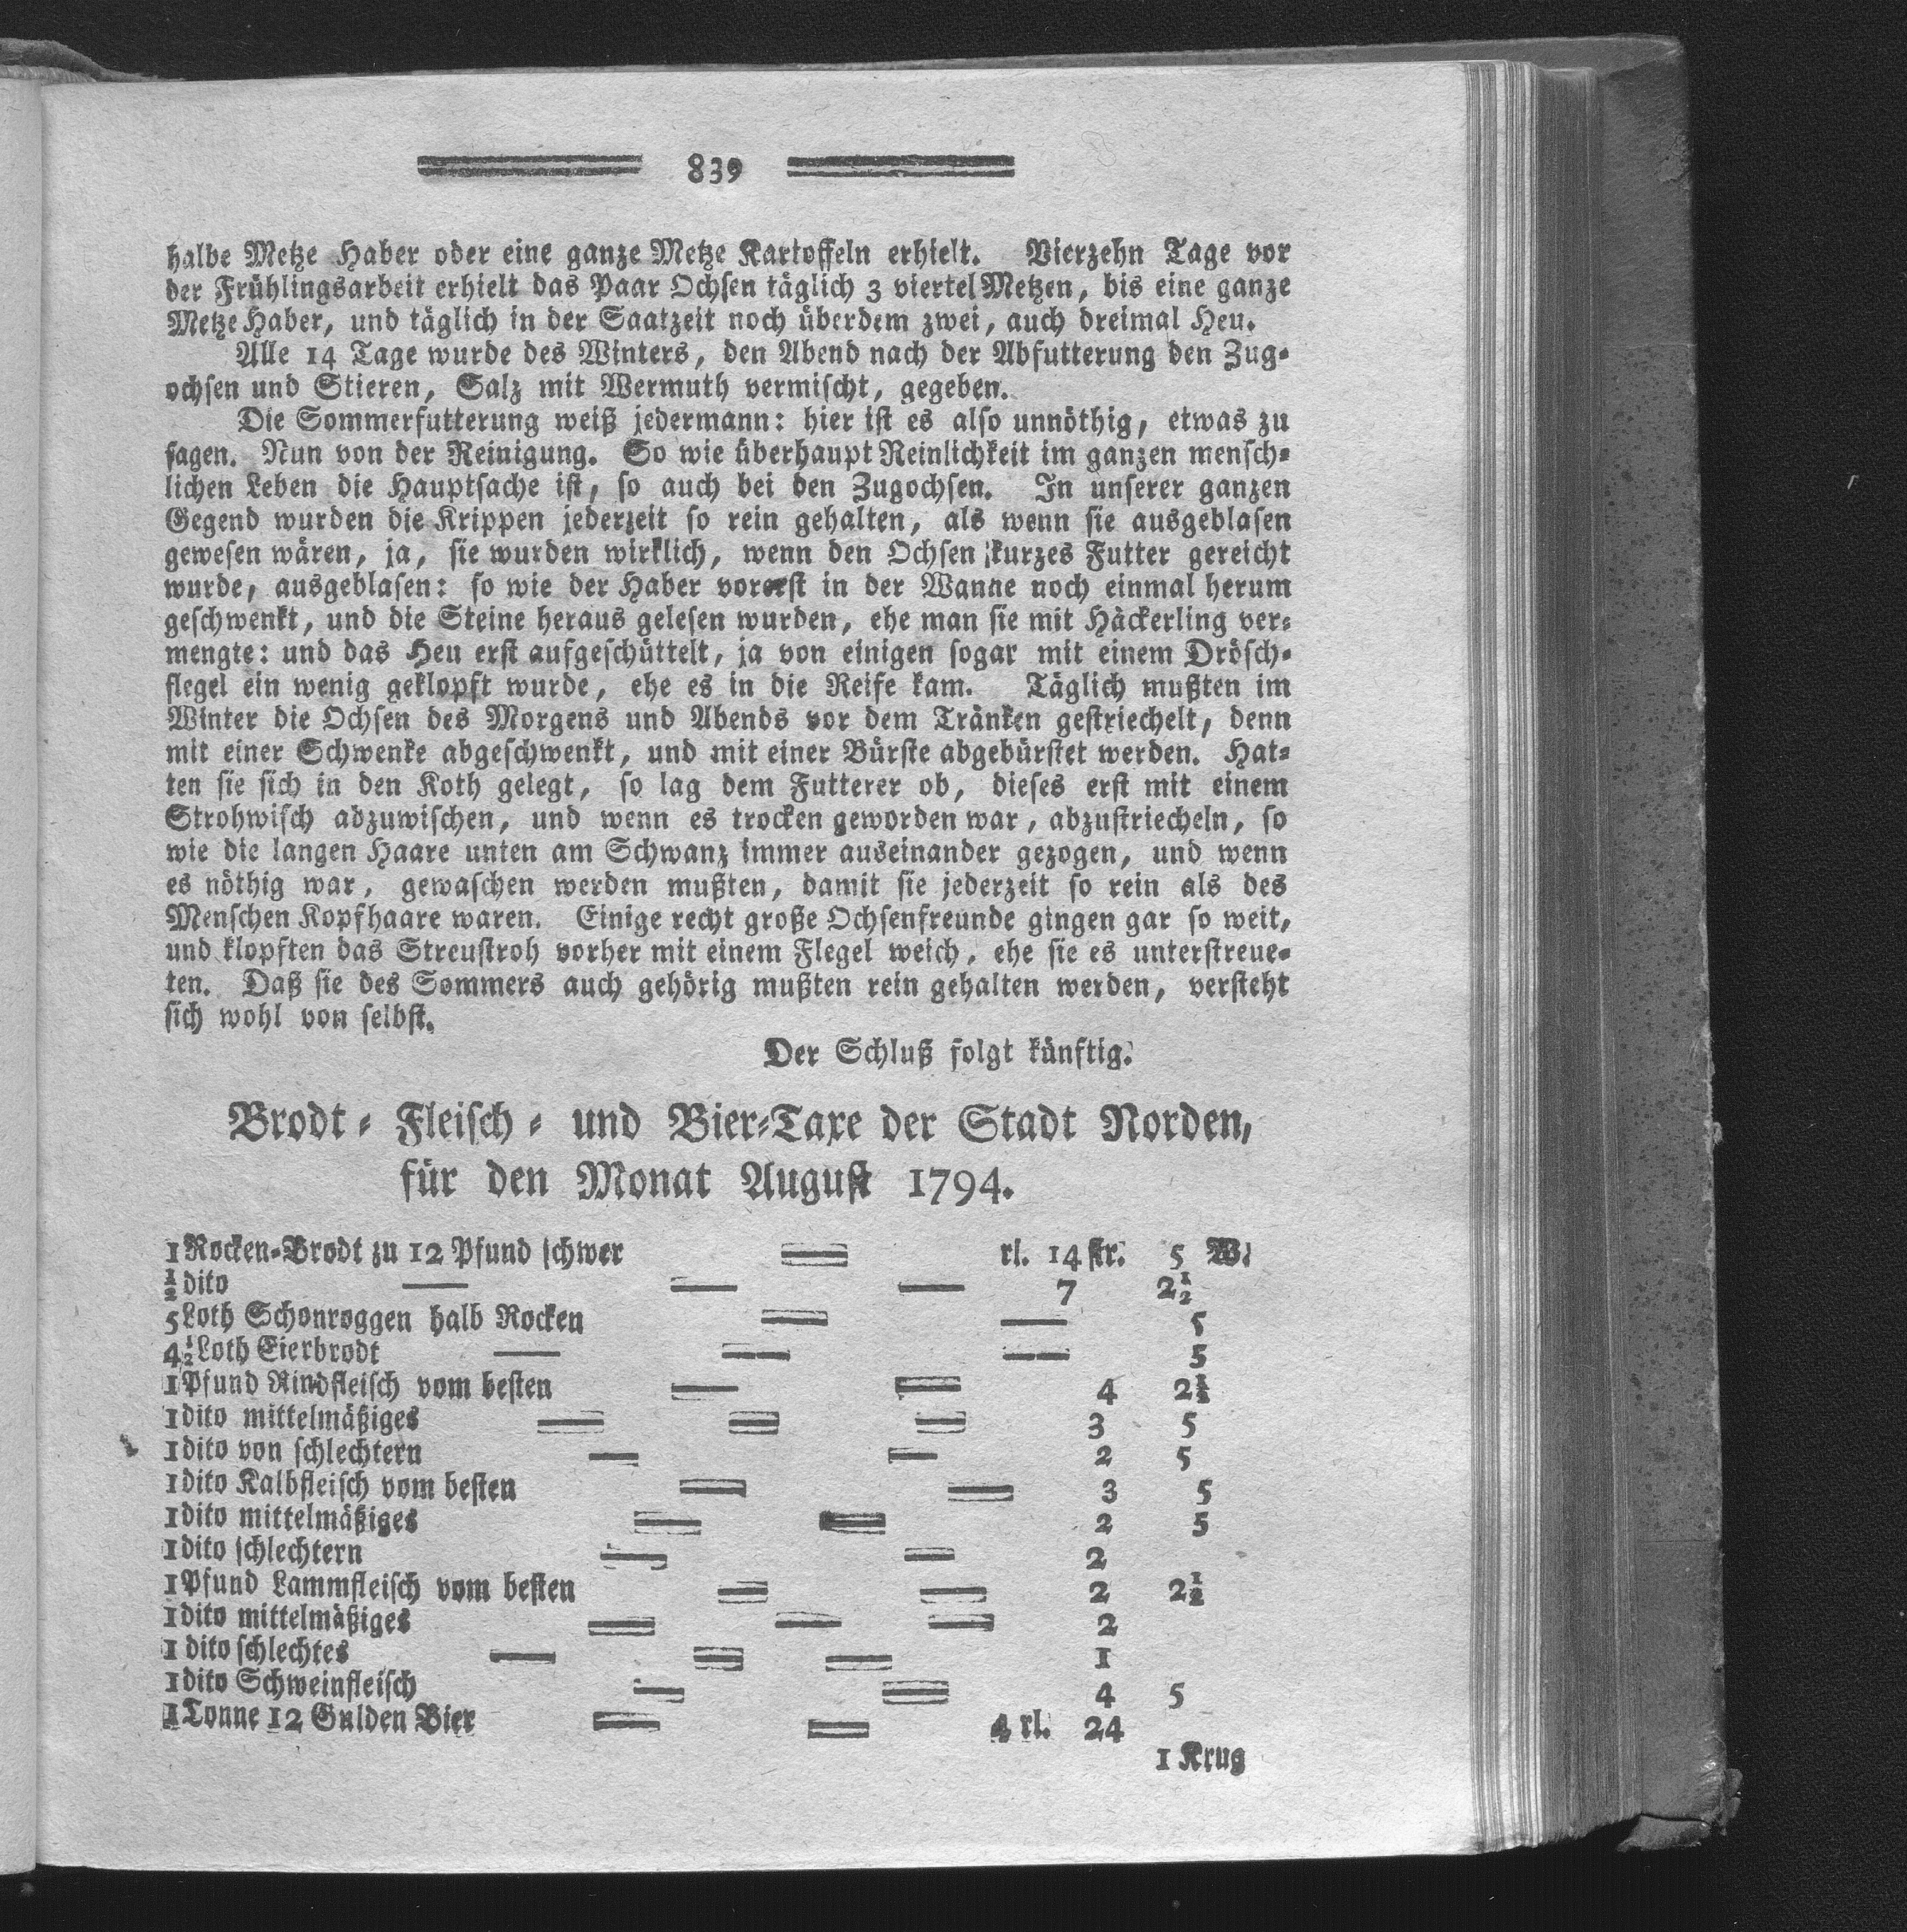 839
halbe Metze Haber oder eine ganze Metze Kartoffeln erhielt. Vierzehn Tage vor
der Frühlingsarbeit erhielt das Paar Ochsen täglich 3 viertel Metzen, bis eine ganze
Metze Haber, und täglich in der Saatzeit noch überdem zwei, auch dreimal Heu.
Alle 14 Tage wurde des Winters, den Abend nach der Abfutterung den Zug-
ochsen und Stieren, Salz mit Wermuth vermischt, gegeben.
Die Sommerfutterung weiß jedermann: hier ist es also unnöthig, etwas zu
sagen. Nun von der Reinigung. So wie überhaupt Reinlichkeit im ganzen mensch-
lichen Leben die Hauptsache ist, so auch bei den Zugochsen. In unserer ganzen
Gegend wurden die Krippen jederzeit so rein gehalten, als wenn sie ausgeblasen
gewesen wären, ja, sie wurden wirklich, wenn den Ochsen kurzes Futter gereicht
wurde, ausgeblasen: so wie der Haber vorerst in der Wanne noch einmal herum
geschwenkt, und die Steine heraus gelesen wurden, ehe man sie mit Häckerling ver-
mengte: und das Heu erst aufgeschüttelt, ja von einigen sogar mit einem Drösch-
flegel ein wenig geklopft wurde, ehe es in die Reife kam. Täglich mußten im
Winter die Ochsen des Morgens und Abends vor dem Tränken gestriechelt, denn
mit einer Schwenke abgeschwenkt, und mit einer Bürste abgebürstet werden. Hat-
ten sie sich in den Koth gelegt, so lag dem Futterer ob, dieses erst mit einem
Strohwisch abzuwischen, und wenn es trocken geworden war, abzustriecheln, so
wie die langen Haare unten am Schwanz immer auseinander gezogen, und wenn
es nöthig war, gewaschen werden mußten, damit sie jederzeit so rein als des
Menschen Kopfhaare waren. Einige recht große Ochsenfreunde gingen gar so weit,
und klopften das Streustroh vorher mit einem Flegel weich, ehe sie es unterstreue-
ten. Daß sie des Sommers auch gehörig mußten rein gehalten werden, versteht
sich wohl von selbst.
Der Schluß folgt künftig.
Brodt- Fleisch- und Bier-Taxe der Stadt Norden,
für den Monat August 1794.
1 Rocken-Brodt zu 12 Pfund schwer — rl. 14 str. 5 W.
½ dito — — — 7 2½
5 Loth Schonroggen halb Rocken — — 5
4½ Loth Eierbrodt — — — 5
1 Pfund Rindfleisch vom besten — — 4 2½
1 dito mittelmäßiges — — — 3 5
1 dito von schlechtern — — 2 5
1 dito Kalbfleisch vom besten — — 3 5
1 dito mittelmäßiges — — 2 5
1 dito schlechtern — — 2
1 Pfund Lammfleisch vom besten — — 2 2½
1 dito mittelmäßiges — — — 2
1 dito schlechtes — — — 1
1 dito Schweinfleisch — — 4 5
1 Tonne 12 Gulden Bier — — 4 rl. 24
1 Krug